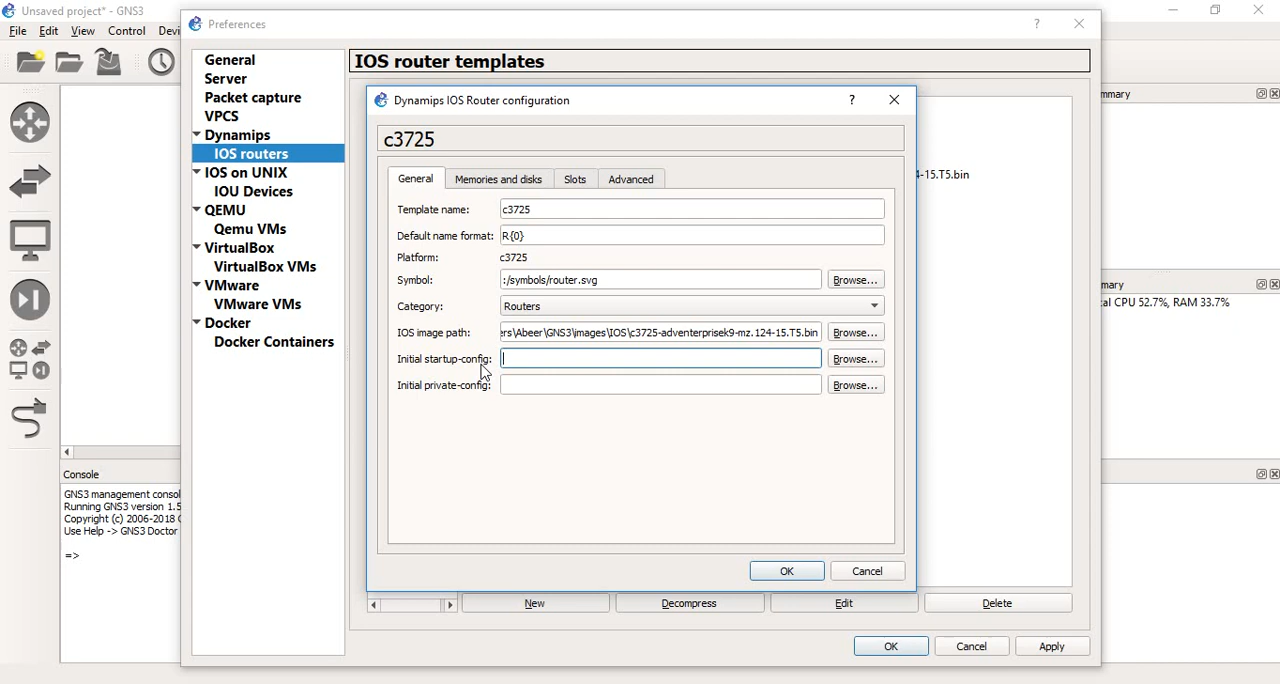 Unsaved project* - GNS3
File Edit View Control Devi
Preferences
?
General
Server
Packet capture
VPCS
Dynamips
IOS routers
IOS on UNIX
IOU Devices
QEMU
Qemu VMs
VirtualBox
VirtualBox VMs
VMware
VMware VMs
Docker
Docker Containers
IOS router templates
Dynamips IOS Router configuration
?
c3725
General Memories and disks Slots Advanced
Template name: c3725
Default name format: R{0}
Platform: c3725
Symbol: :/symbols/router.svg Browse...
Category: Routers
IOS image path: ers\Abeer\GNS3\images\IOS\c3725-adventerprisek9-mz.124-15.T5.bin Browse...
Initial startup-config: Browse...
Initial private-config: Browse...
OK Cancel
4-15.T5.bin
New Decompress Edit Delete
OK Cancel Apply
mmary
mary
cal CPU 52.7%, RAM 33.7%
Console
GNS3 management consol
Running GNS3 version 1.5
Copyright (c) 2006-2018 G
Use Help -> GNS3 Doctor
=>